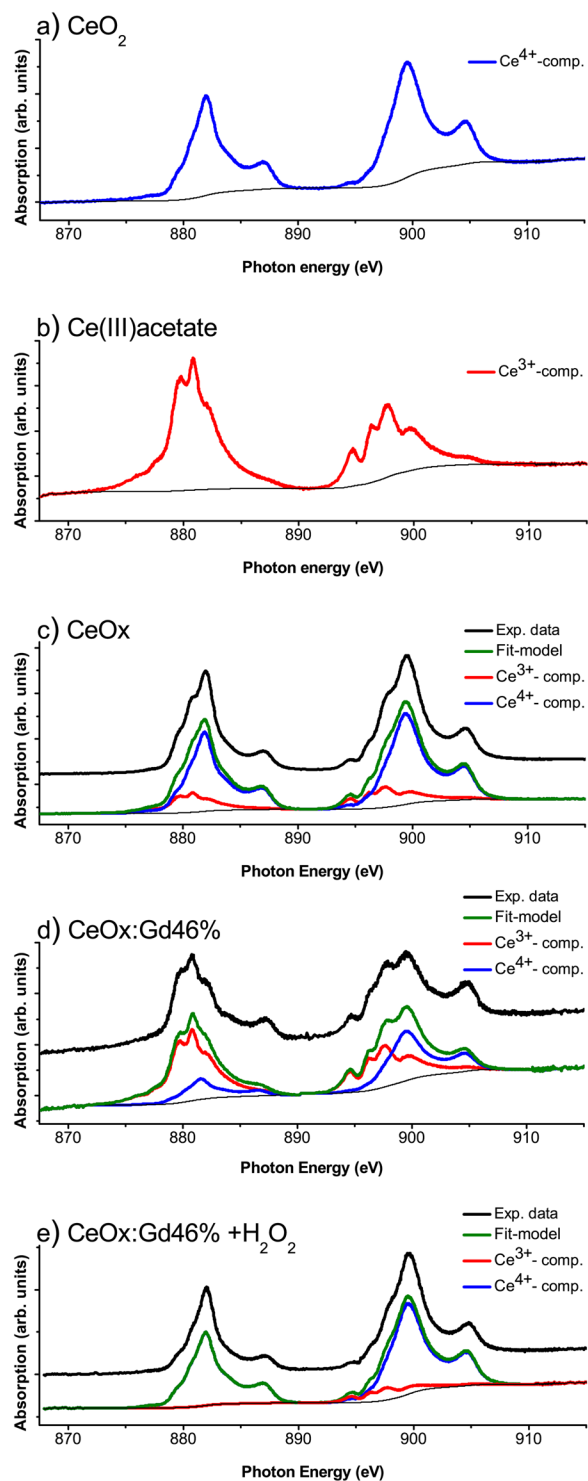 a) CeO2
Ce4+-comp.
Absorption (arb. units)
870 880 890 900 910
Photon energy (eV)
b) Ce(III)acetate
Ce3+-comp.
Absorption (arb. units)
870 880 890 900 910
Photon energy (eV)
c) CeOx
Exp. data
Fit-model
Ce3+- comp.
Ce4+- comp.
Absorption (arb. units)
870 880 890 900 910
Photon Energy (eV)
d) CeOx:Gd46%
Exp. data
Fit-model
Ce3+- comp.
Ce4+- comp.
Absorption (arb. units)
870 880 890 900 910
Photon Energy (eV)
e) CeOx:Gd46% +H2O2
Exp. data
Fit-model
Ce3+- comp.
Ce4+- comp.
Absorption (arb. units)
870 880 890 900 910
Photon Energy (eV)